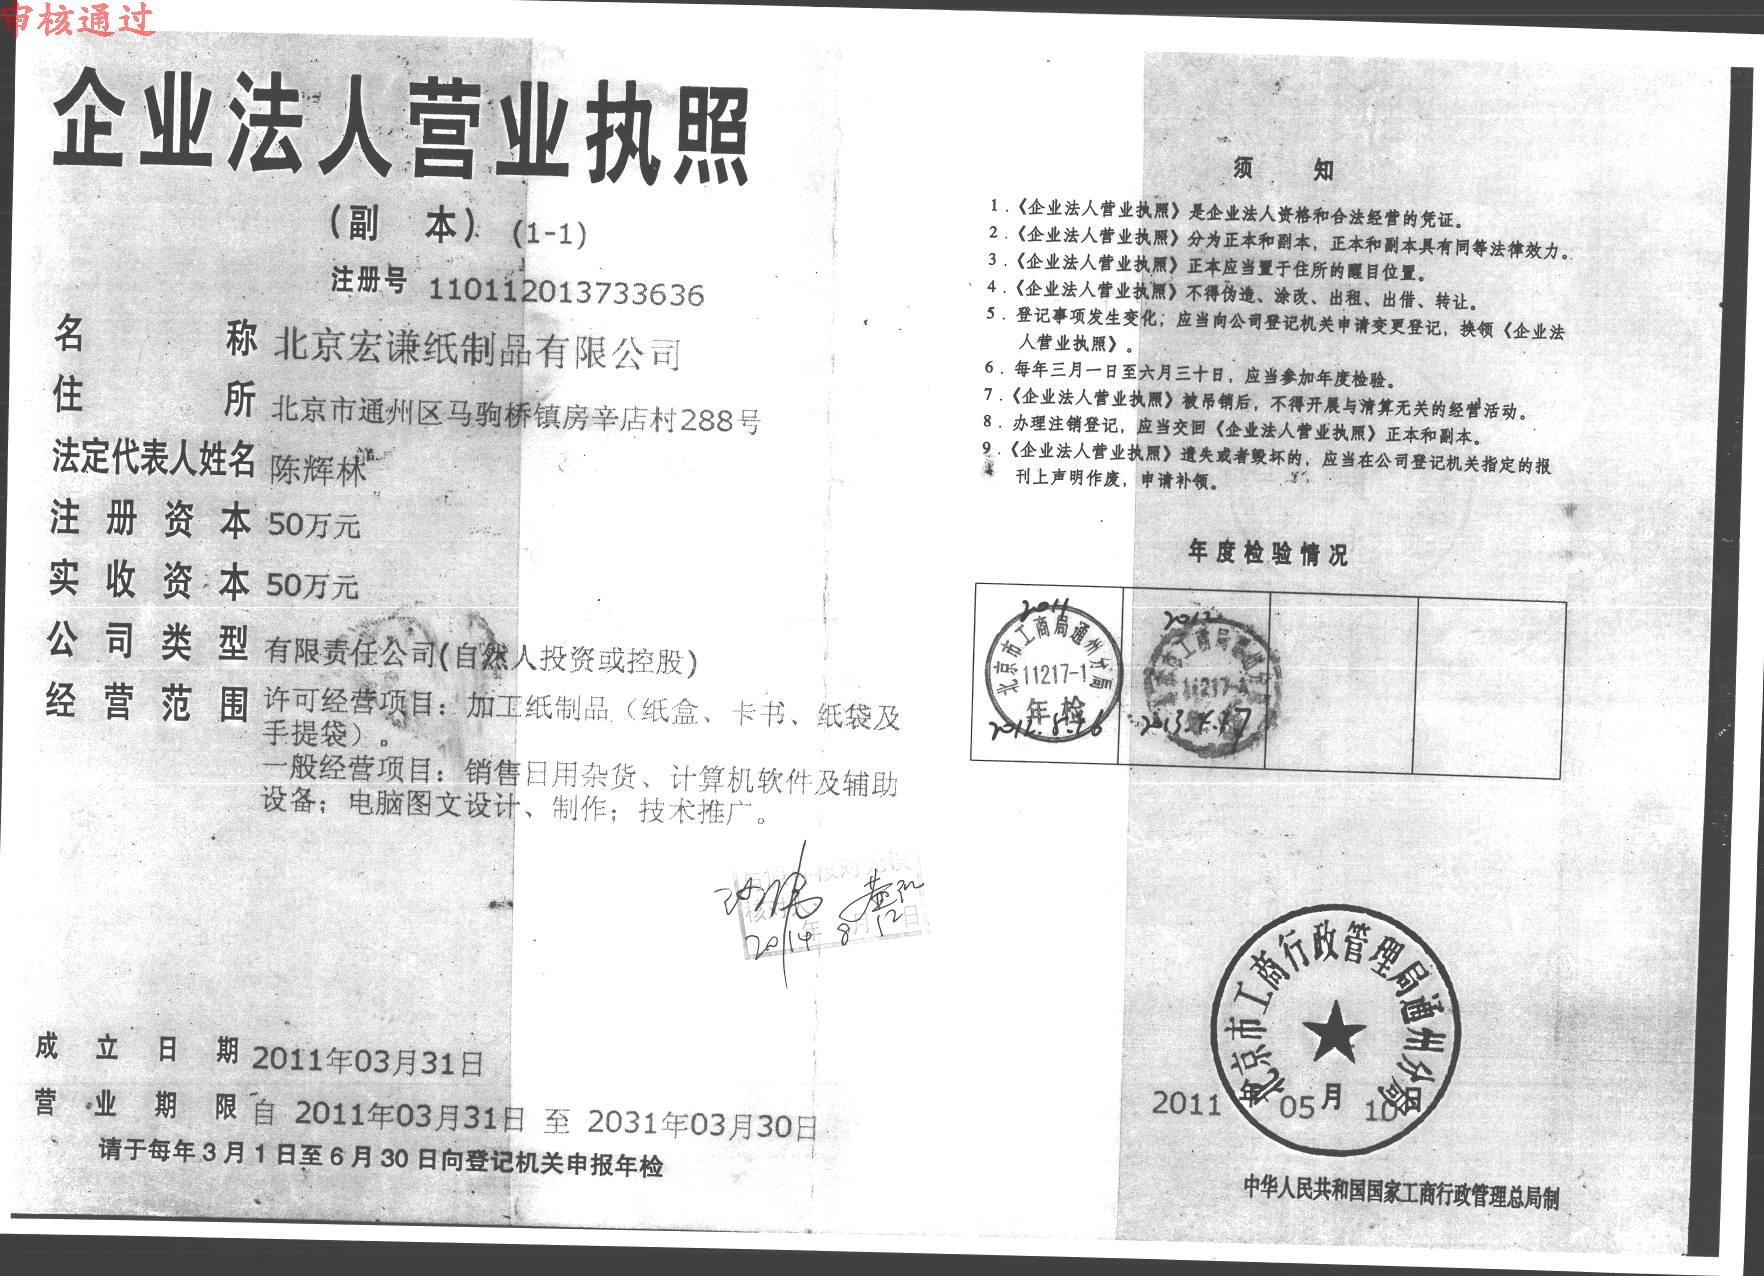 审核通过
企业法人营业执照
(副 本) (1-1)
注册号 110112013733636
名 称 北京宏谦纸制品有限公司
住 所 北京市通州区马驹桥镇房辛店村288号
法定代表人姓名 陈辉林
注册资本 50万元
实收资本 50万元
公司类型 有限责任公司(自然人投资或控股)
经营范围 许可经营项目：加工纸制品（纸盒、卡书、纸袋及
手提袋）。
一般经营项目：销售日用杂货、计算机软件及辅助
设备；电脑图文设计、制作；技术推广。
2014 8 12
年 月 日
成立日期 2011年03月31日
营业期限 自 2011年03月31日 至 2031年03月30日
请于每年3月1日至6月30日向登记机关申报年检
须 知
1.《企业法人营业执照》是企业法人资格和合法经营的凭证。
2.《企业法人营业执照》分为正本和副本，正本和副本具有同等法律效力。
3.《企业法人营业执照》正本应当置于住所的醒目位置。
4.《企业法人营业执照》不得伪造、涂改、出租、出借、转让。
5.登记事项发生变化，应当向公司登记机关申请变更登记，换领《企业法
人营业执照》。
6.每年三月一日至六月三十日，应当参加年度检验。
7.《企业法人营业执照》被吊销后，不得开展与清算无关的经营活动。
8.办理注销登记，应当交回《企业法人营业执照》正本和副本。
9.《企业法人营业执照》遗失或者毁坏的，应当在公司登记机关指定的报
刊上声明作废，申请补领。
年度检验情况
2011
北京市工商局通州分局
11217-1
年检
2012
11217-
北京市工商行政管理局通州分局
2011 年 05 月 10 日
中华人民共和国国家工商行政管理总局制